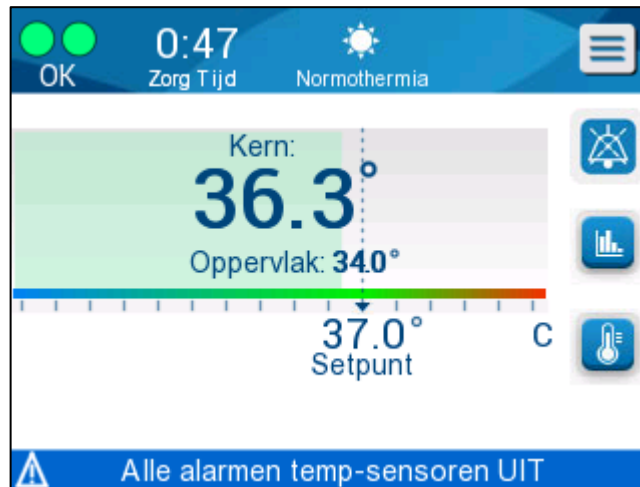 OK
0:47
Zorg Tijd
Normothermia
Kern:
36.3°
Oppervlak: 34.0°
37.0° C
Setpunt
Alle alarmen temp-sensoren UIT